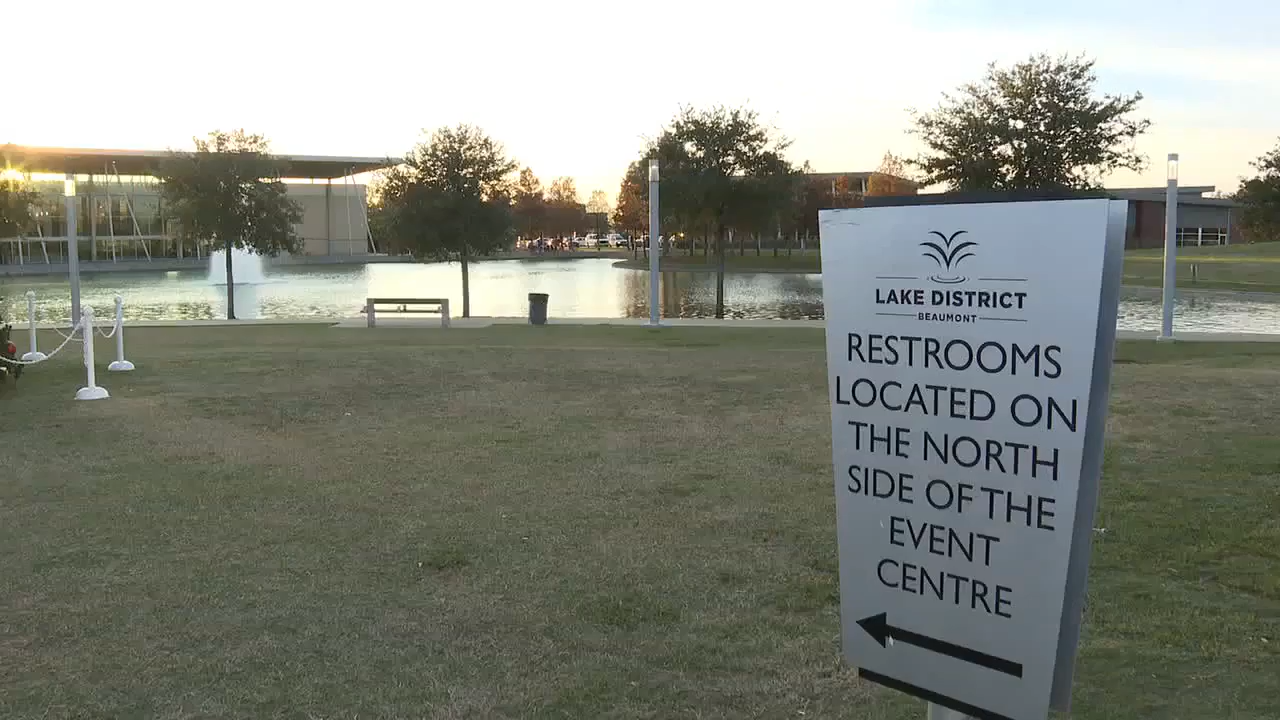 LAKE DISTRICT
BEAUMONT
RESTROOMS
LOCATED ON
THE NORTH
SIDE OF THE
EVENT
CENTRE